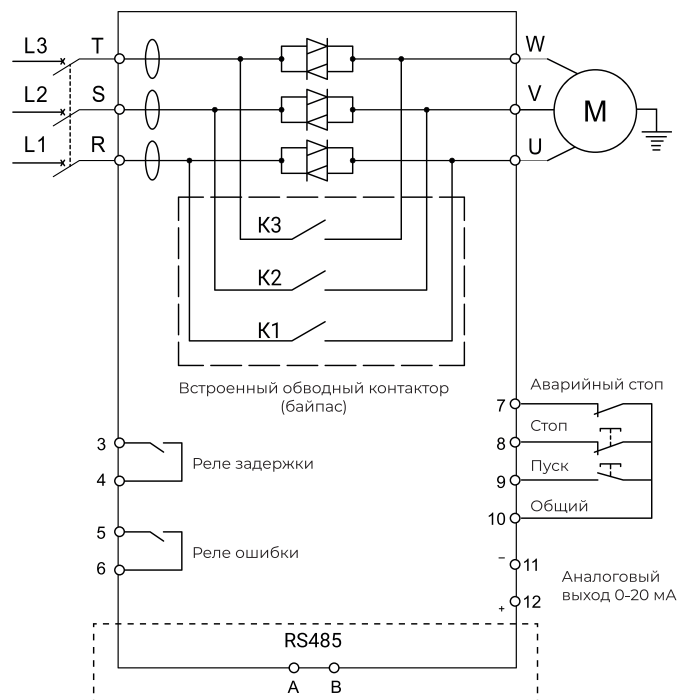 L3 T W
L2 S V
M
L1 R U
K3
K2
K1
Встроенный обводный контактор
(байпас)
Аварийный стоп
7
Стоп
8
Пуск
9
Общий
10
3
Реле задержки
4
5
Реле ошибки
6
- 11
Аналоговый
выход 0-20 мА
+ 12
RS485
A B